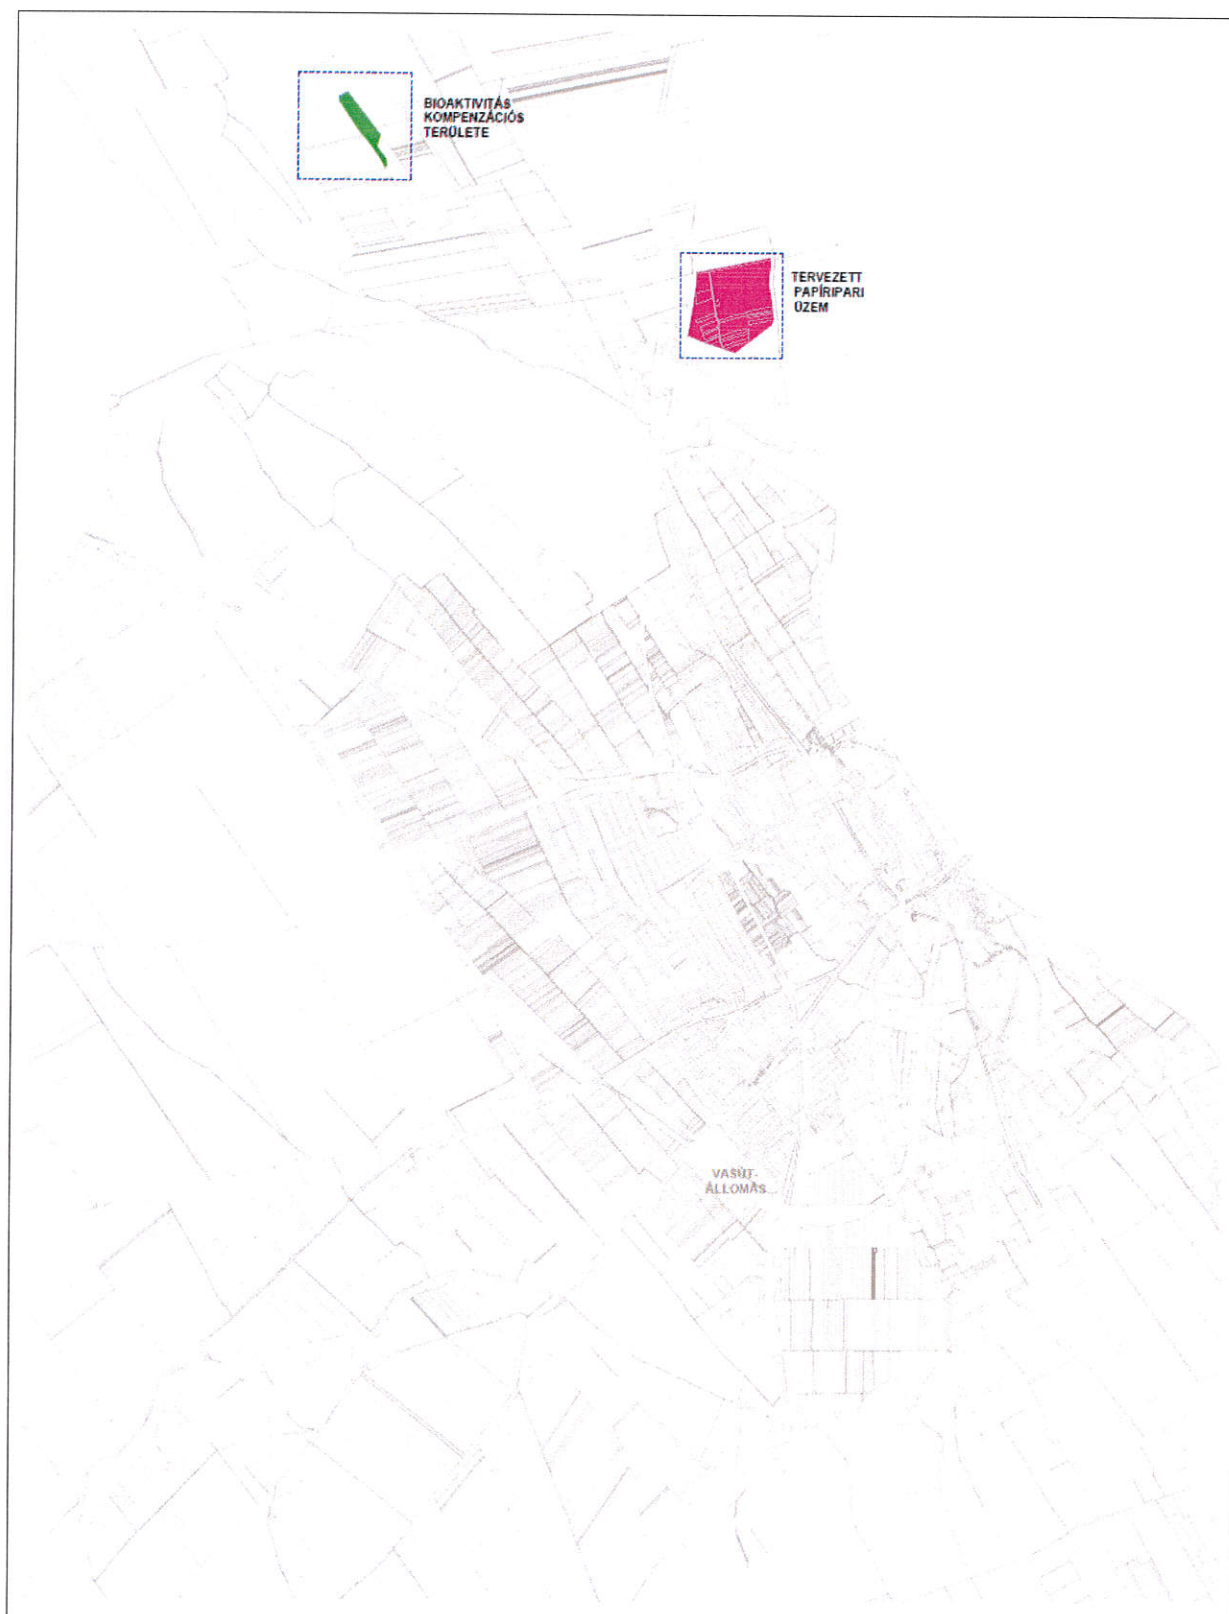 BIOAKTIVITÁS
KOMPENZÁCIÓS
TERÜLETE
TERVEZETT
PAPÍRIPARI
ÜZEM
VASÚT-
ÁLLOMÁS